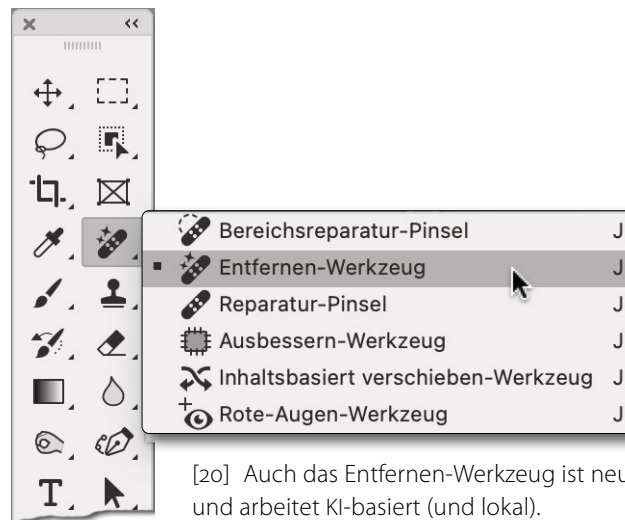 Bereichsreparatur-Pinsel J
Entfernen-Werkzeug J
Reparatur-Pinsel J
Ausbessern-Werkzeug J
Inhaltsbasiert verschieben-Werkzeug J
Rote-Augen-Werkzeug J
[20] Auch das Entfernen-Werkzeug ist neu
und arbeitet KI-basiert (und lokal).